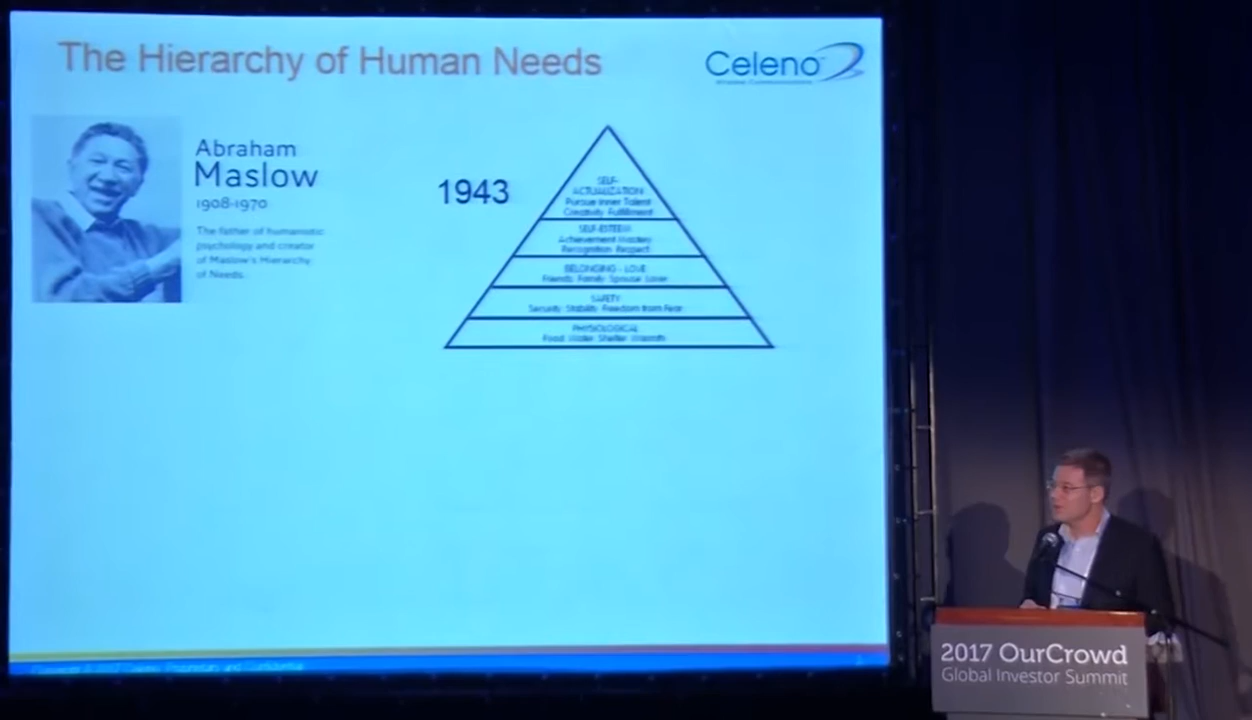 The Hierarchy of Human Needs
Celeno
Abraham
Maslow
1908-1970
The father of humanistic
psychology and creator
of Maslow's Hierarchy
of Needs.
1943
SELF-
ACTUALIZATION
Pursue Inner Talent
Creativity Fulfillment
SELF-ESTEEM
Achievement Mastery
Recognition Respect
BELONGING - LOVE
Friends Family Spouse Lover
SAFETY
Security Stability Freedom from Fear
PHYSIOLOGICAL
Food Water Shelter Warmth
Proprietary and Confidential
2017 OurCrowd
Global Investor Summit